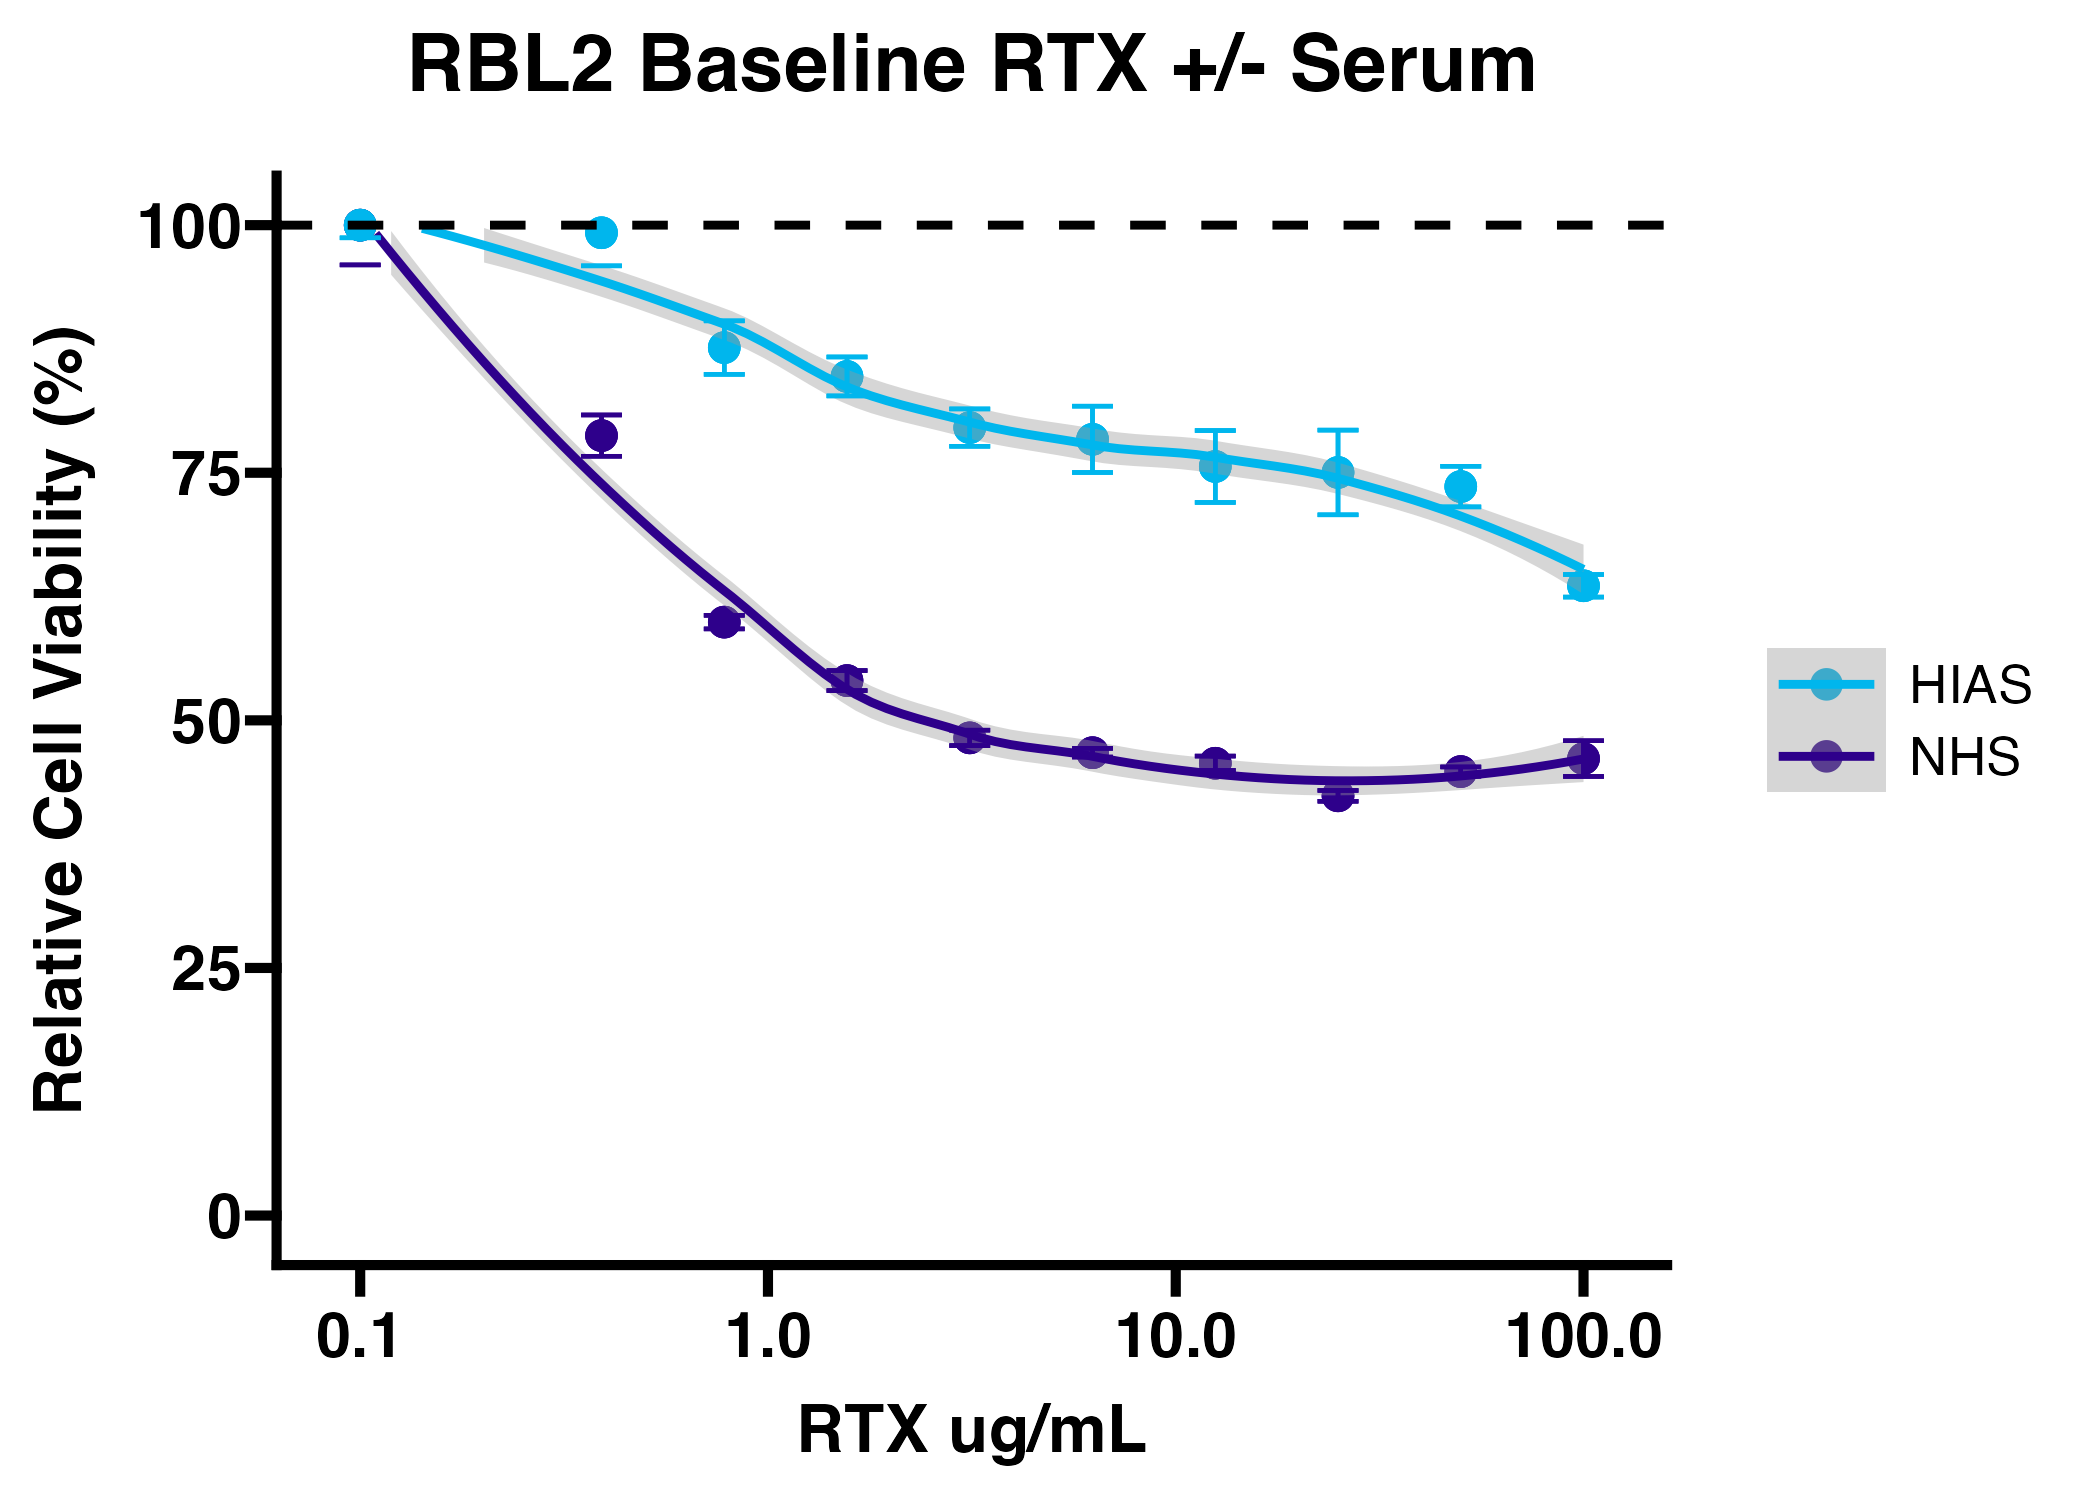 RBL2 Baseline RTX +/- Serum
Relative Cell Viability (%)
100
75
50
25
0
0.1 1.0 10.0 100.0
RTX ug/mL
HIAS
NHS